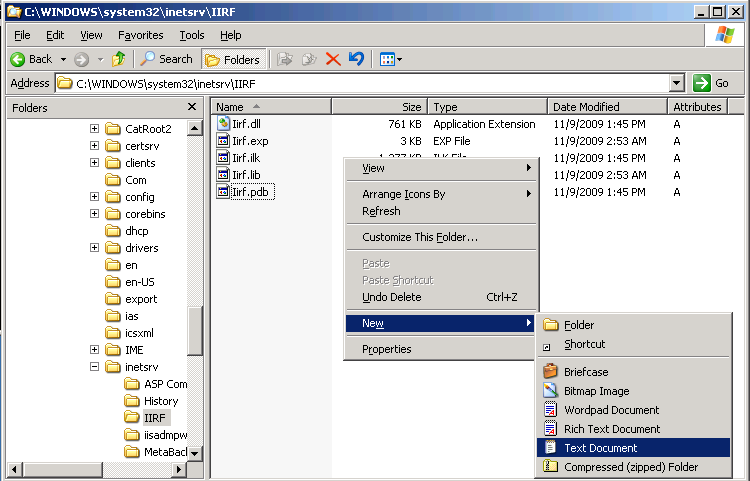 C:\WINDOWS\system32\inetsrv\IIRF
File Edit View Favorites Tools Help
Back Search Folders
Address C:\WINDOWS\system32\inetsrv\IIRF Go
Folders
CatRoot2
certsrv
clients
Com
config
corebins
dhcp
drivers
en
en-US
export
ias
icsxml
IME
inetsrv
ASP Com
History
IIRF
iisadmpw
MetaBack
Name Size Type Date Modified Attributes
Iirf.dll 761 KB Application Extension 11/9/2009 1:45 PM A
Iirf.exp 3 KB EXP File 11/9/2009 2:53 AM A
Iirf.ilk 1,277 KB ILK File 11/9/2009 1:45 PM A
Iirf.lib 11/9/2009 2:53 AM A
Iirf.pdb 11/9/2009 1:45 PM A
View
Arrange Icons By
Refresh
Customize This Folder...
Paste
Paste Shortcut
Undo Delete Ctrl+Z
New
Properties
Folder
Shortcut
Briefcase
Bitmap Image
Wordpad Document
Rich Text Document
Text Document
Compressed (zipped) Folder